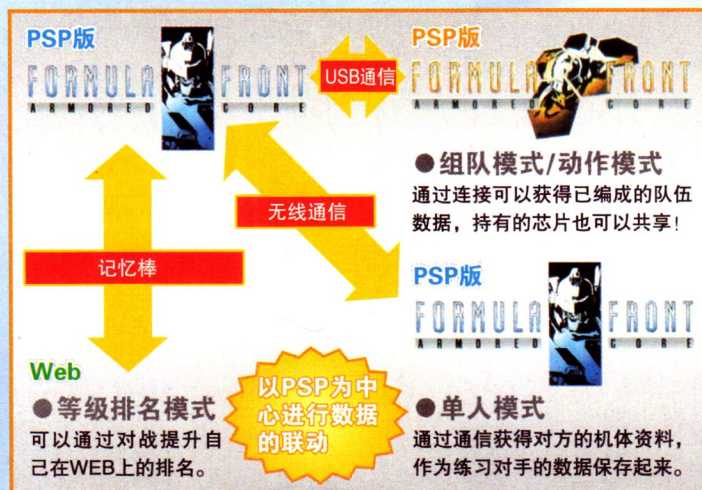 PSP版
FORMULA FRONT
ARMORED CORE
USB通信
PSP版
FORMULA FRONT
ARMORED CORE
●组队模式/动作模式
通过连接可以获得已编成的队伍
数据，持有的芯片也可以共享！
无线通信
记忆棒
PSP版
FORMULA FRONT
ARMORED CORE
Web
●等级排名模式
可以通过对战提升自
己在WEB上的排名。
以PSP为中
心进行数据
的联动
●单人模式
通过通信获得对方的机体资料，
作为练习对手的数据保存起来。